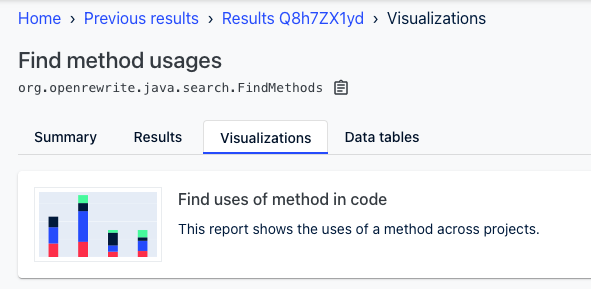 Home › Previous results › Results Q8h7ZX1yd › Visualizations
Find method usages
org.openrewrite.java.search.FindMethods
Summary Results Visualizations Data tables
Find uses of method in code
This report shows the uses of a method across projects.